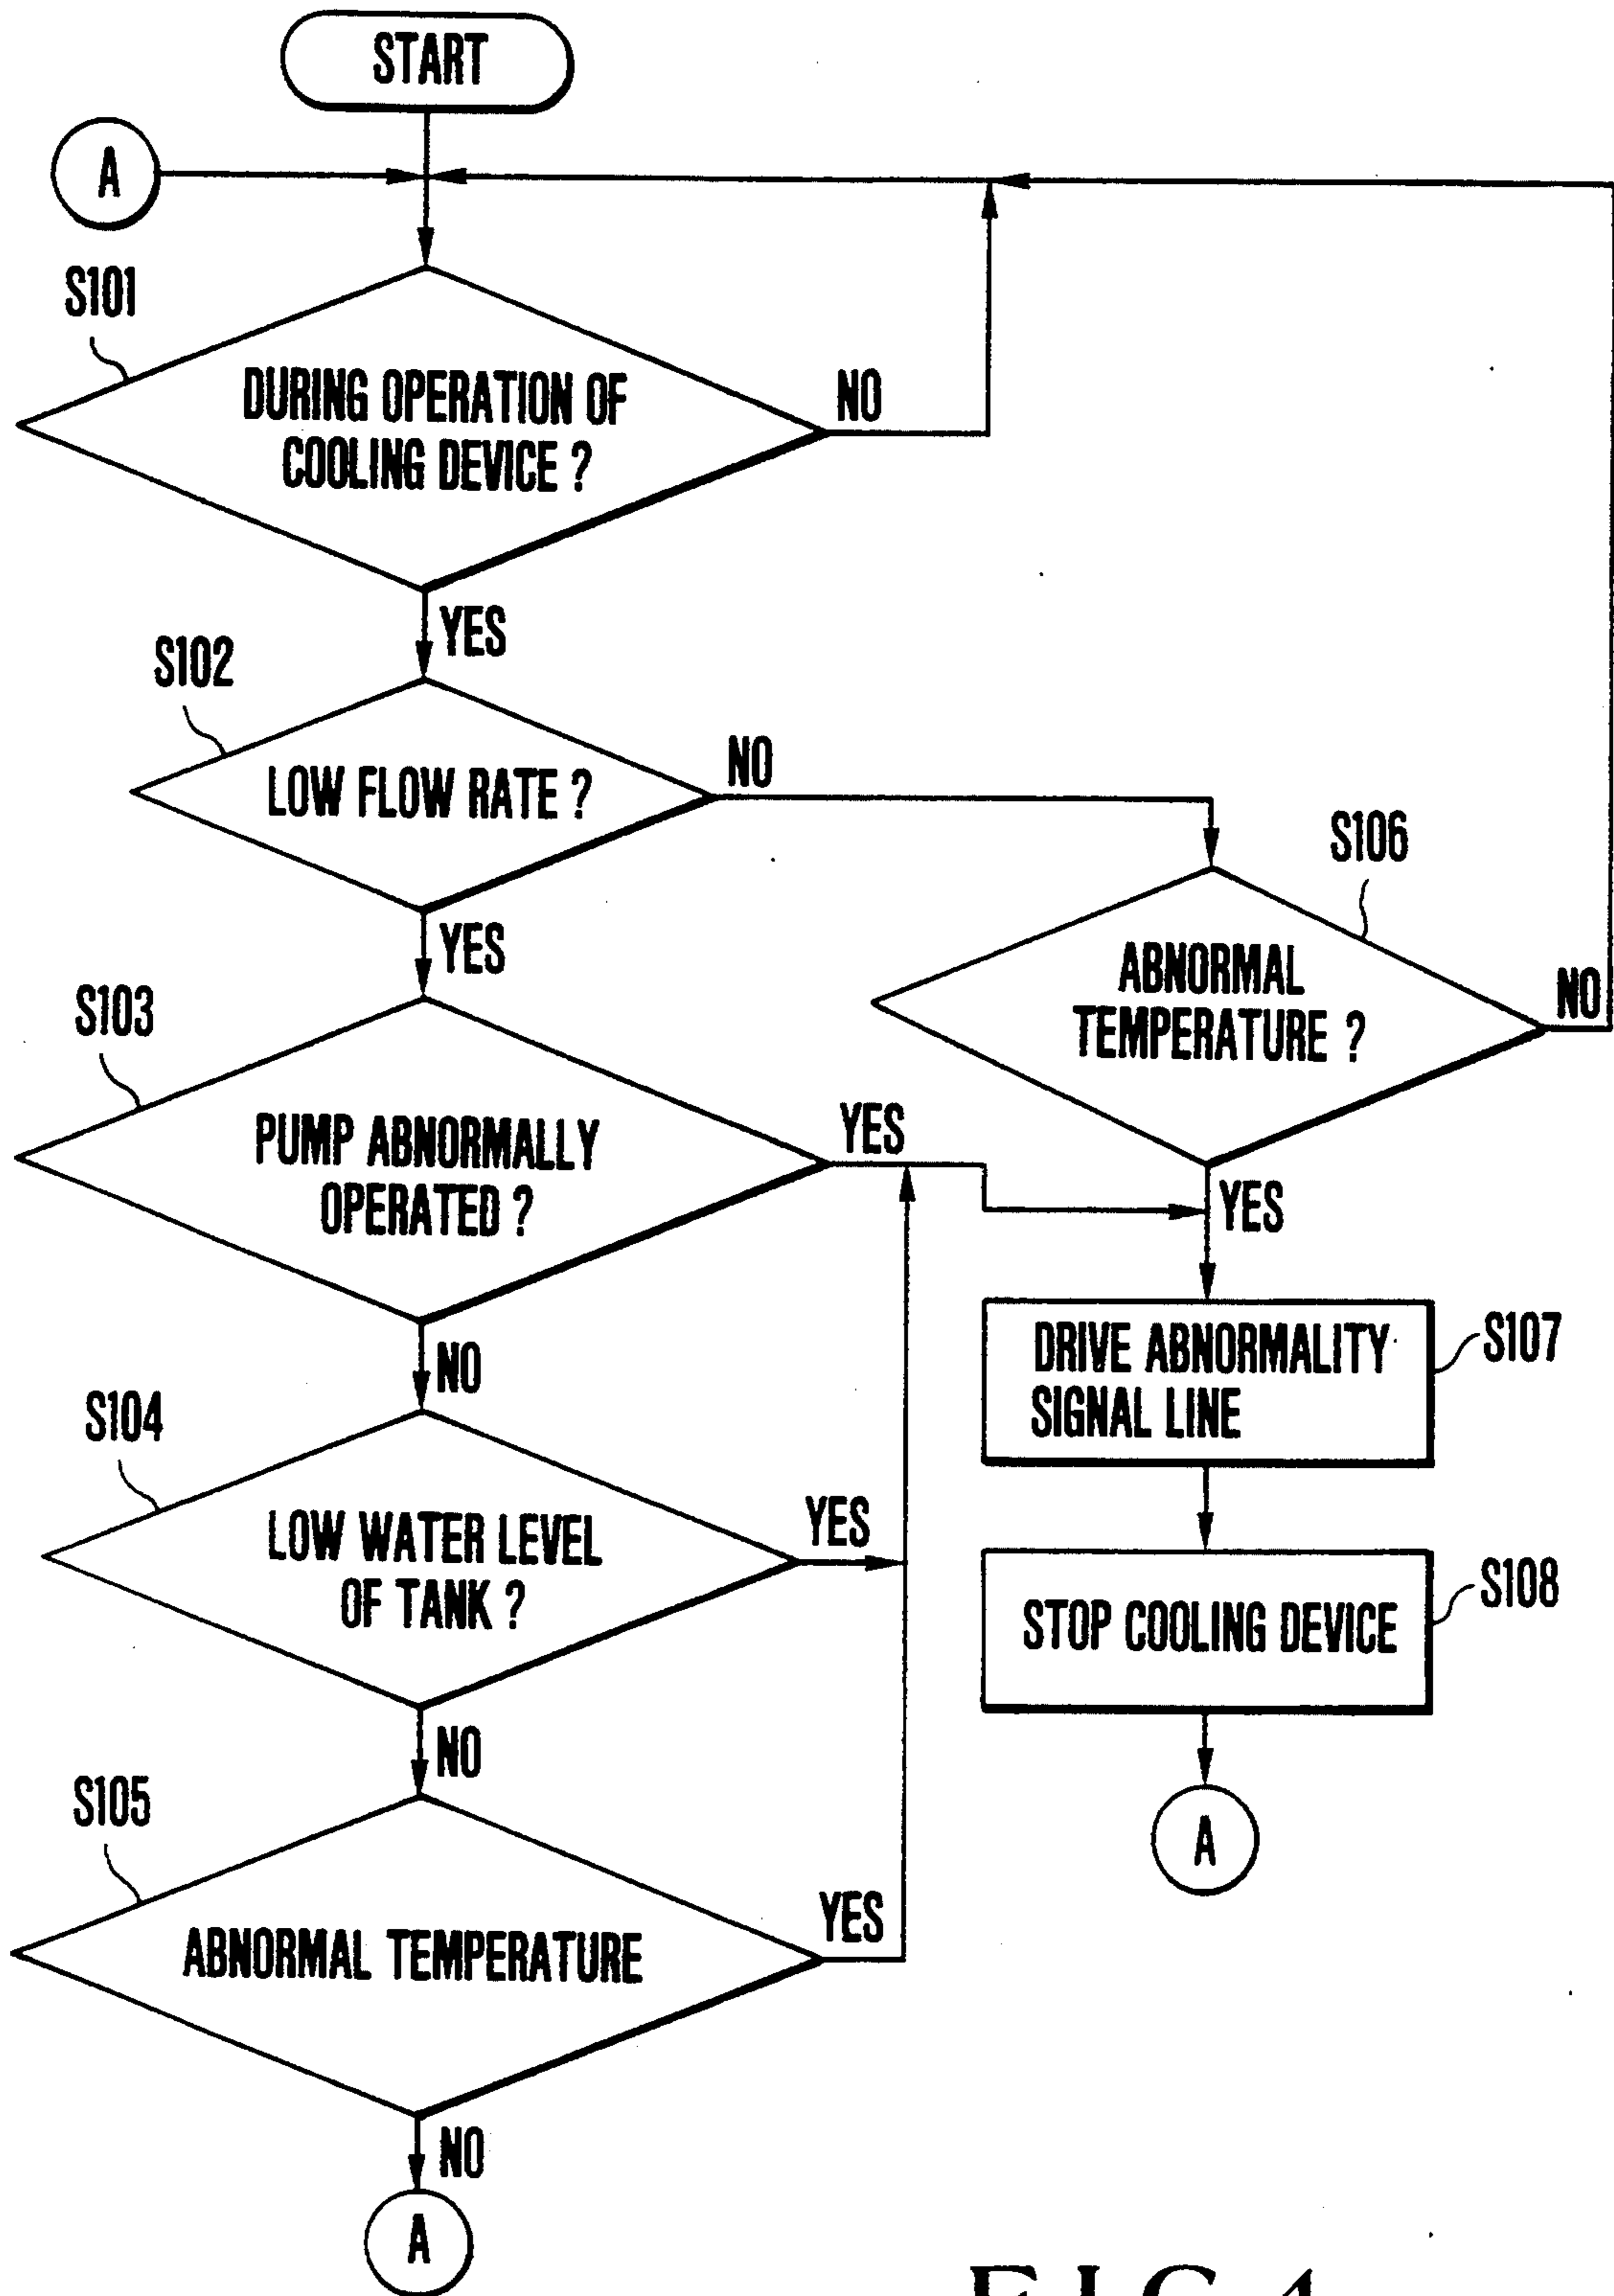 START
A
S101
DURING OPERATION OF
COOLING DEVICE ?
NO
YES
S102
LOW FLOW RATE ?
NO
YES
S106
ABNORMAL
TEMPERATURE ?
NO
YES
S103
PUMP ABNORMALLY
OPERATED ?
YES
NO
S107
DRIVE ABNORMALITY
SIGNAL LINE
S104
LOW WATER LEVEL
OF TANK ?
YES
NO
S108
STOP COOLING DEVICE
A
S105
ABNORMAL TEMPERATURE
YES
NO
A